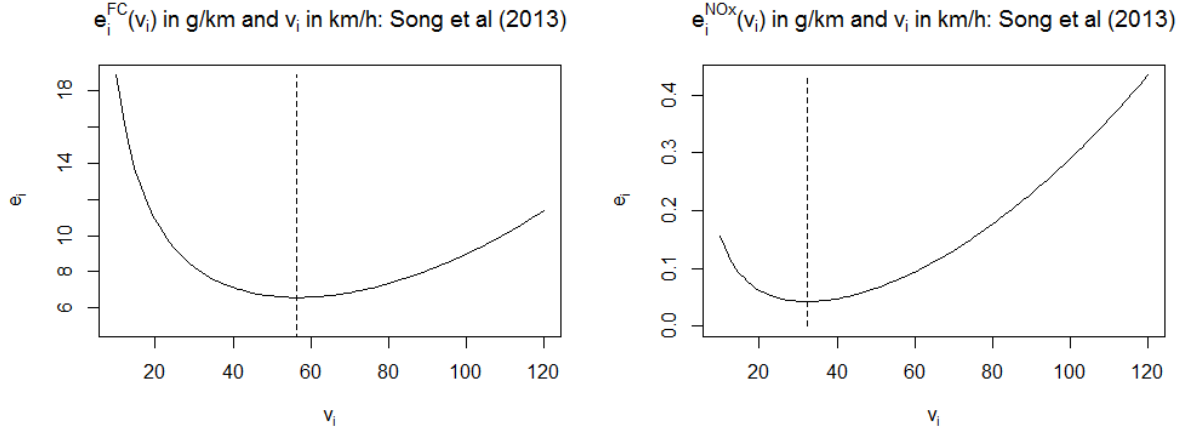 e_i^FC(v_i) in g/km and v_i in km/h: Song et al (2013)
18
14
10
8
6
e_i
20 40 60 80 100 120
v_i
e_i^NOx(v_i) in g/km and v_i in km/h: Song et al (2013)
0.4
0.3
0.2
0.1
0.0
e_i
20 40 60 80 100 120
v_i